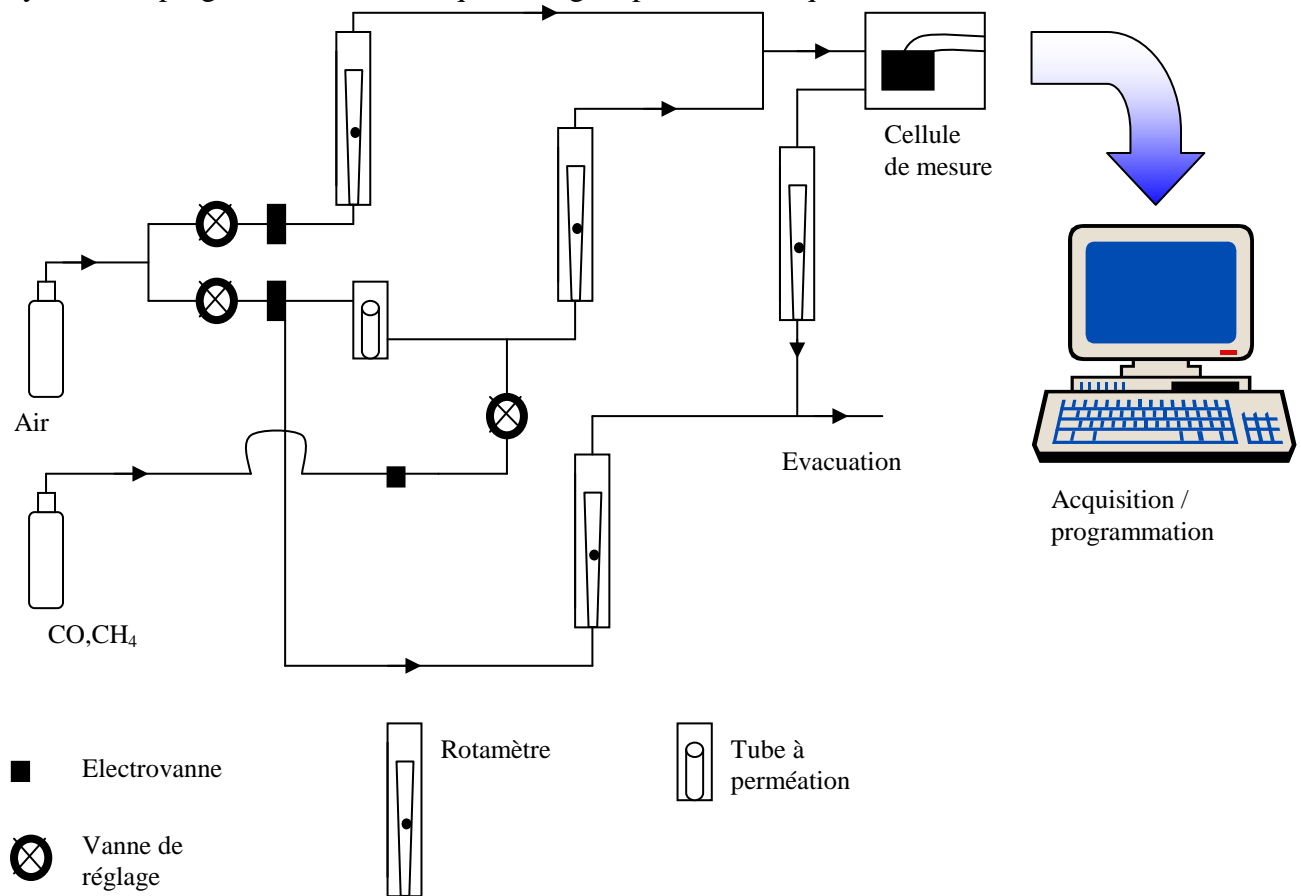 Cellule
de mesure
Air
Evacuation
Acquisition /
programmation
CO,CH₄
Electrovanne
Rotamètre
Tube à
perméation
Vanne de
réglage